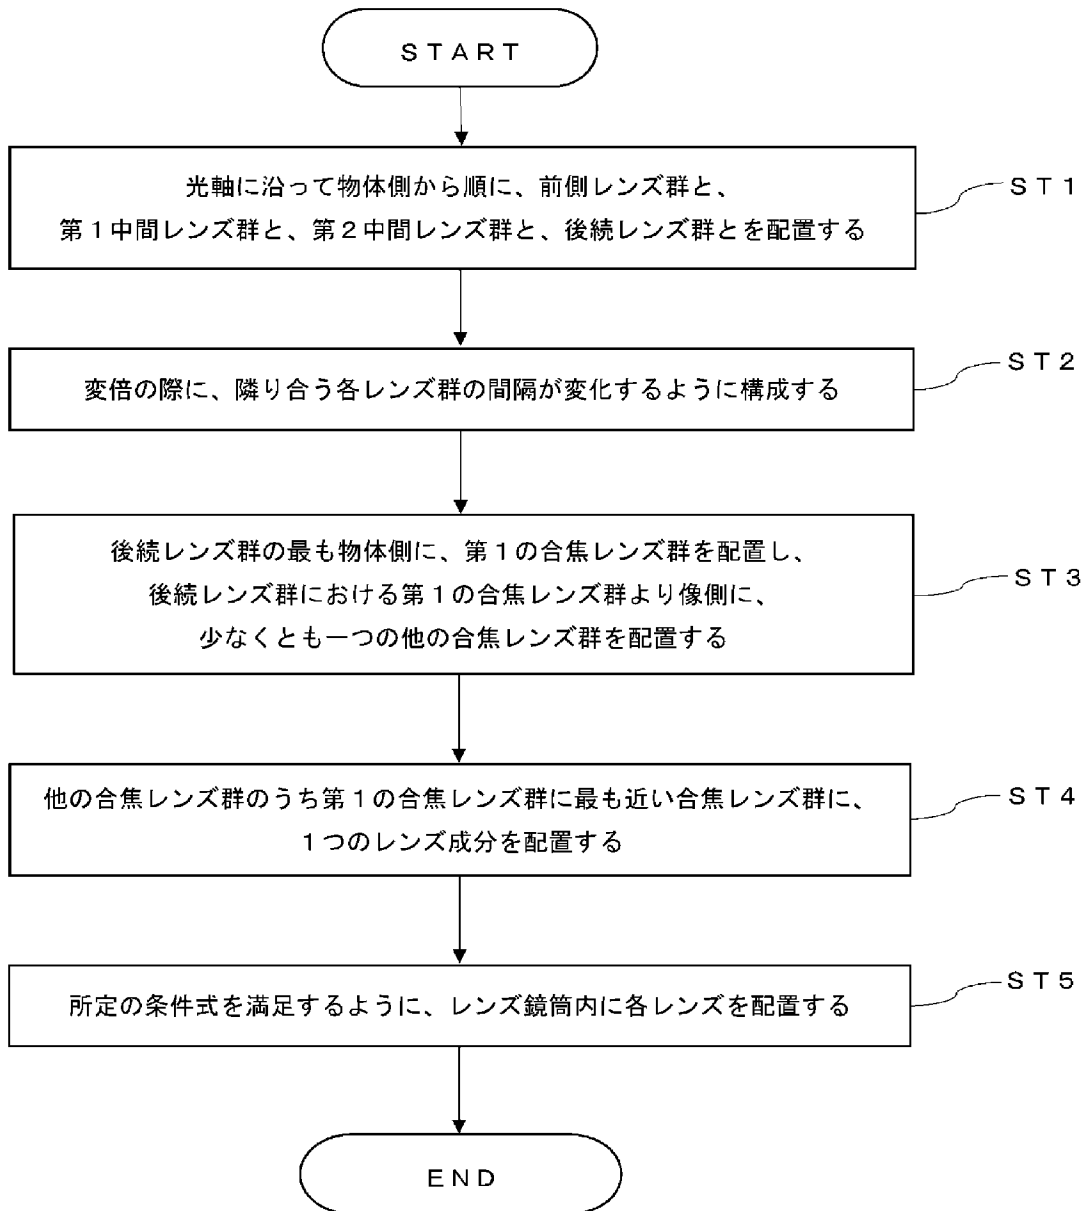 START
光軸に沿って物体側から順に、前側レンズ群と、
第１中間レンズ群と、第２中間レンズ群と、後続レンズ群とを配置する
ST1
変倍の際に、隣り合う各レンズ群の間隔が変化するように構成する
ST2
後続レンズ群の最も物体側に、第１の合焦レンズ群を配置し、
後続レンズ群における第１の合焦レンズ群より像側に、
少なくとも一つの他の合焦レンズ群を配置する
ST3
他の合焦レンズ群のうち第１の合焦レンズ群に最も近い合焦レンズ群に、
１つのレンズ成分を配置する
ST4
所定の条件式を満足するように、レンズ鏡筒内に各レンズを配置する
ST5
END